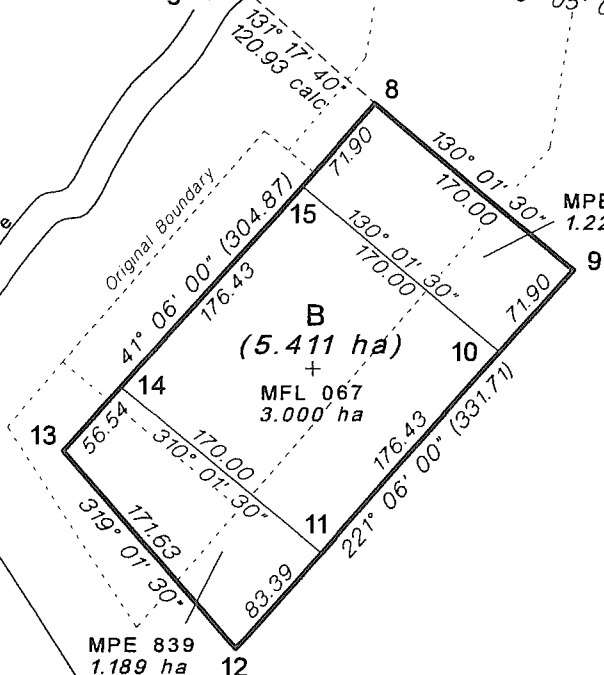 131° 17' 40"
120.93 calc.
8
71.90
130° 01' 30"
170.00
MPE
1.22
9
Original Boundary
41° 06' 00" (304.87)
176.43
15
130° 01' 30"
170.00
71.90
B
(5.411 ha)
10
MFL 067
3.000 ha
14
13
56.54
170.00
310° 01' 30"
176.43
221° 06' 00" (331.71)
11
171.63
319° 01' 30"
83.39
MPE 839
1.189 ha
12